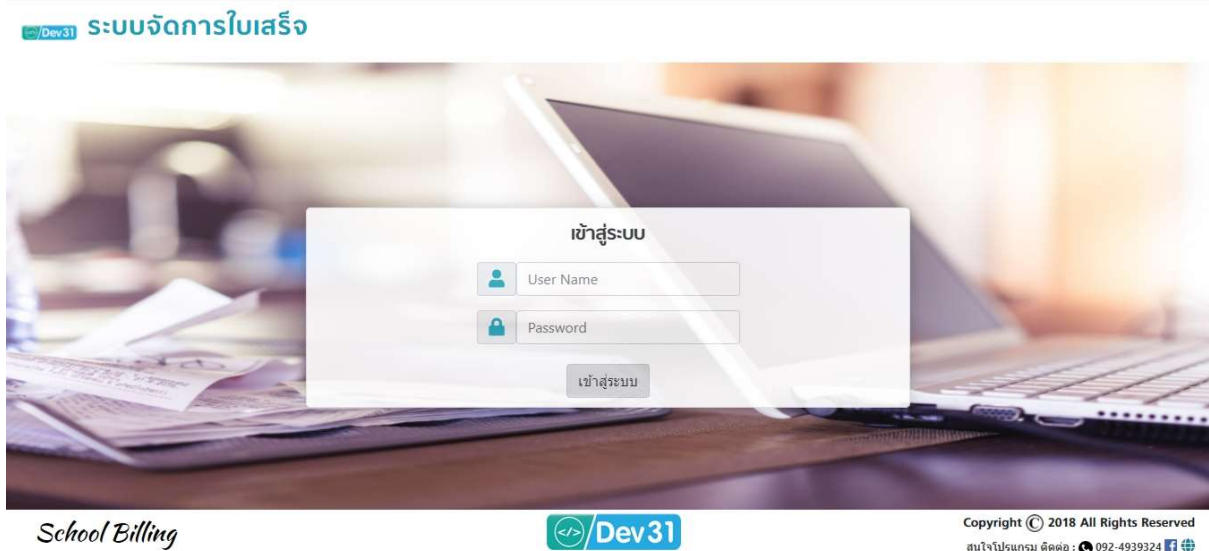 Dev31 ระบบจัดการใบเสร็จ
เข้าสู่ระบบ
User Name
Password
เข้าสู่ระบบ
School Billing
</> Dev31
Copyright © 2018 All Rights Reserved
สนใจโปรแกรม ติดต่อ : 092-4939324